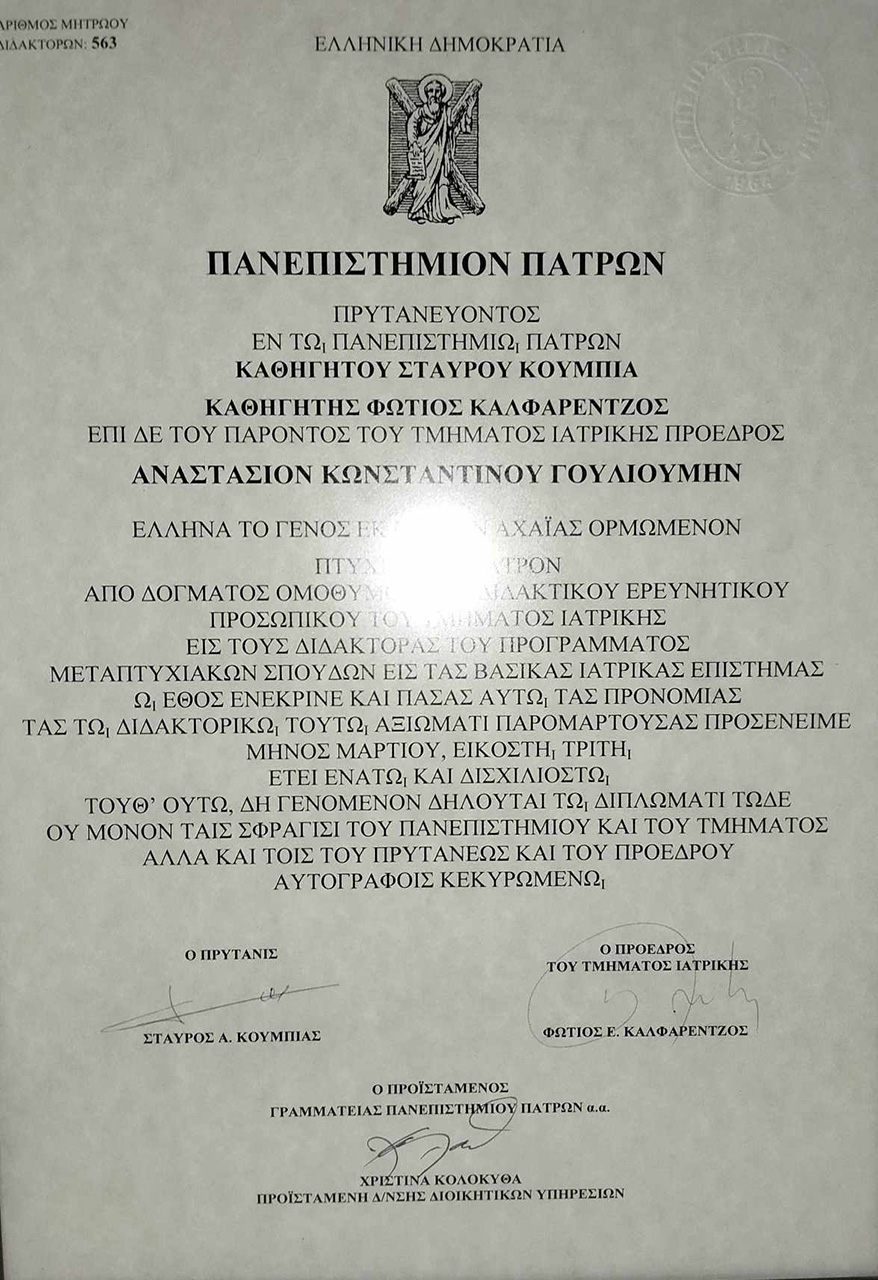 ΑΡΙΘΜΟΣ ΜΗΤΡΩΟΥ
ΔΙΔΑΚΤΟΡΩΝ: 563
ΕΛΛΗΝΙΚΗ ΔΗΜΟΚΡΑΤΙΑ
ΠΑΝΕΠΙΣΤΗΜΙΟΝ ΠΑΤΡΩΝ
ΠΡΥΤΑΝΕΥΟΝΤΟΣ
ΕΝ Τῼ ΠΑΝΕΠΙΣΤΗΜΙῼ ΠΑΤΡΩΝ
ΚΑΘΗΓΗΤΟΥ ΣΤΑΥΡΟΥ ΚΟΥΜΠΙΑ
ΚΑΘΗΓΗΤΗΣ ΦΩΤΙΟΣ ΚΑΛΦΑΡΕΝΤΖΟΣ
ΕΠΙ ΔΕ ΤΟΥ ΠΑΡΟΝΤΟΣ ΤΟΥ ΤΜΗΜΑΤΟΣ ΙΑΤΡΙΚΗΣ ΠΡΟΕΔΡΟΣ
ΑΝΑΣΤΑΣΙΟΝ ΚΩΝΣΤΑΝΤΙΝΟΥ ΓΟΥΛΙΟΥΜΗΝ
ΕΛΛΗΝΑ ΤΟ ΓΕΝΟΣ ΕΚ ΑΧΑΪΑΣ ΟΡΜΩΜΕΝΟΝ
ΑΠΟ ΔΟΓΜΑΤΟΣ ΕΡΕΥΝΗΤΙΚΟΥ
ΠΡΟΣΩΠΙΚΟΥ ΤΟΥ ΤΜΗΜΑΤΟΣ ΙΑΤΡΙΚΗΣ
ΕΙΣ ΤΟΥΣ ΔΙΔΑΚΤΟΡΑΣ ΤΟΥ ΠΡΟΓΡΑΜΜΑΤΟΣ
ΜΕΤΑΠΤΥΧΙΑΚΩΝ ΣΠΟΥΔΩΝ ΕΙΣ ΤΑΣ ΒΑΣΙΚΑΣ ΙΑΤΡΙΚΑΣ ΕΠΙΣΤΗΜΑΣ
ῼ ΕΘΟΣ ΕΝΕΚΡΙΝΕ ΚΑΙ ΠΑΣΑΣ ΑΥΤῼ ΤΑΣ ΠΡΟΝΟΜΙΑΣ
ΤΑΣ Τῼ ΔΙΔΑΚΤΟΡΙΚῼ ΤΟΥΤῼ ΑΞΙΩΜΑΤΙ ΠΑΡΟΜΑΡΤΟΥΣΑΣ ΠΡΟΣΕΝΕΙΜΕ
ΜΗΝΟΣ ΜΑΡΤΙΟΥ, ΕΙΚΟΣΤῌ ΤΡΙΤῌ
ΕΤΕΙ ΕΝΑΤῼ ΚΑΙ ΔΙΣΧΙΛΙΟΣΤῼ
ΤΟΥΘ’ ΟΥΤΩ, ΔΗ ΓΕΝΟΜΕΝΟΝ ΔΗΛΟΥΤΑΙ Τῼ ΔΙΠΛΩΜΑΤΙ ΤΩΔΕ
ΟΥ ΜΟΝΟΝ ΤΑΙΣ ΣΦΡΑΓΙΣΙ ΤΟΥ ΠΑΝΕΠΙΣΤΗΜΙΟΥ ΚΑΙ ΤΟΥ ΤΜΗΜΑΤΟΣ
ΑΛΛΑ ΚΑΙ ΤΟΙΣ ΤΟΥ ΠΡΥΤΑΝΕΩΣ ΚΑΙ ΤΟΥ ΠΡΟΕΔΡΟΥ
ΑΥΤΟΓΡΑΦΟΙΣ ΚΕΚΥΡΩΜΕΝῼ
Ο ΠΡΥΤΑΝΙΣ
ΣΤΑΥΡΟΣ Α. ΚΟΥΜΠΙΑΣ
Ο ΠΡΟΕΔΡΟΣ
ΤΟΥ ΤΜΗΜΑΤΟΣ ΙΑΤΡΙΚΗΣ
ΦΩΤΙΟΣ Ε. ΚΑΛΦΑΡΕΝΤΖΟΣ
Ο ΠΡΟΪΣΤΑΜΕΝΟΣ
ΓΡΑΜΜΑΤΕΙΑΣ ΠΑΝΕΠΙΣΤΗΜΙΟΥ ΠΑΤΡΩΝ α.α.
ΧΡΙΣΤΙΝΑ ΚΟΛΟΚΥΘΑ
ΠΡΟΪΣΤΑΜΕΝΗ Δ/ΝΣΗΣ ΔΙΟΙΚΗΤΙΚΩΝ ΥΠΗΡΕΣΙΩΝ